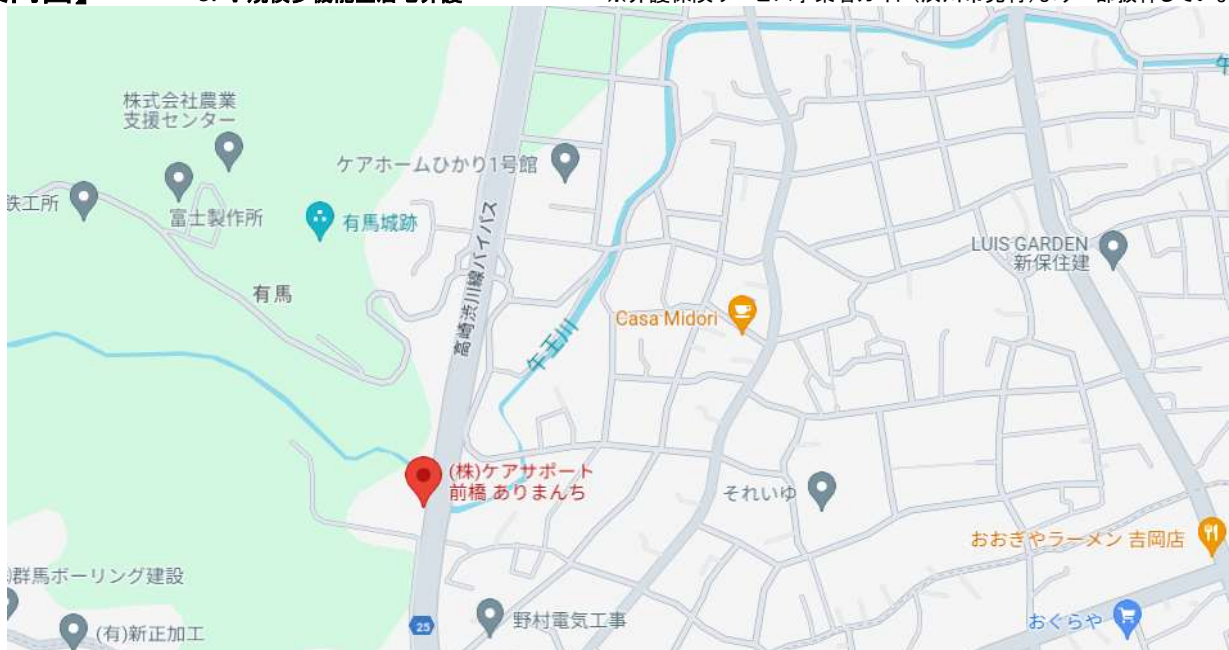 株式会社農業
支援センター
ケアホームひかり1号館
鉄工所
富士製作所
有馬城跡
高崎渋川線バイパス
LUIS GARDEN
新保住建
有馬
Casa Midori
午王川
(株)ケアサポート
前橋 ありまんち
それいゆ
おおぎやラーメン 吉岡店
群馬ボーリング建設
野村電気工事
おぐらや
25
(有)新正加工